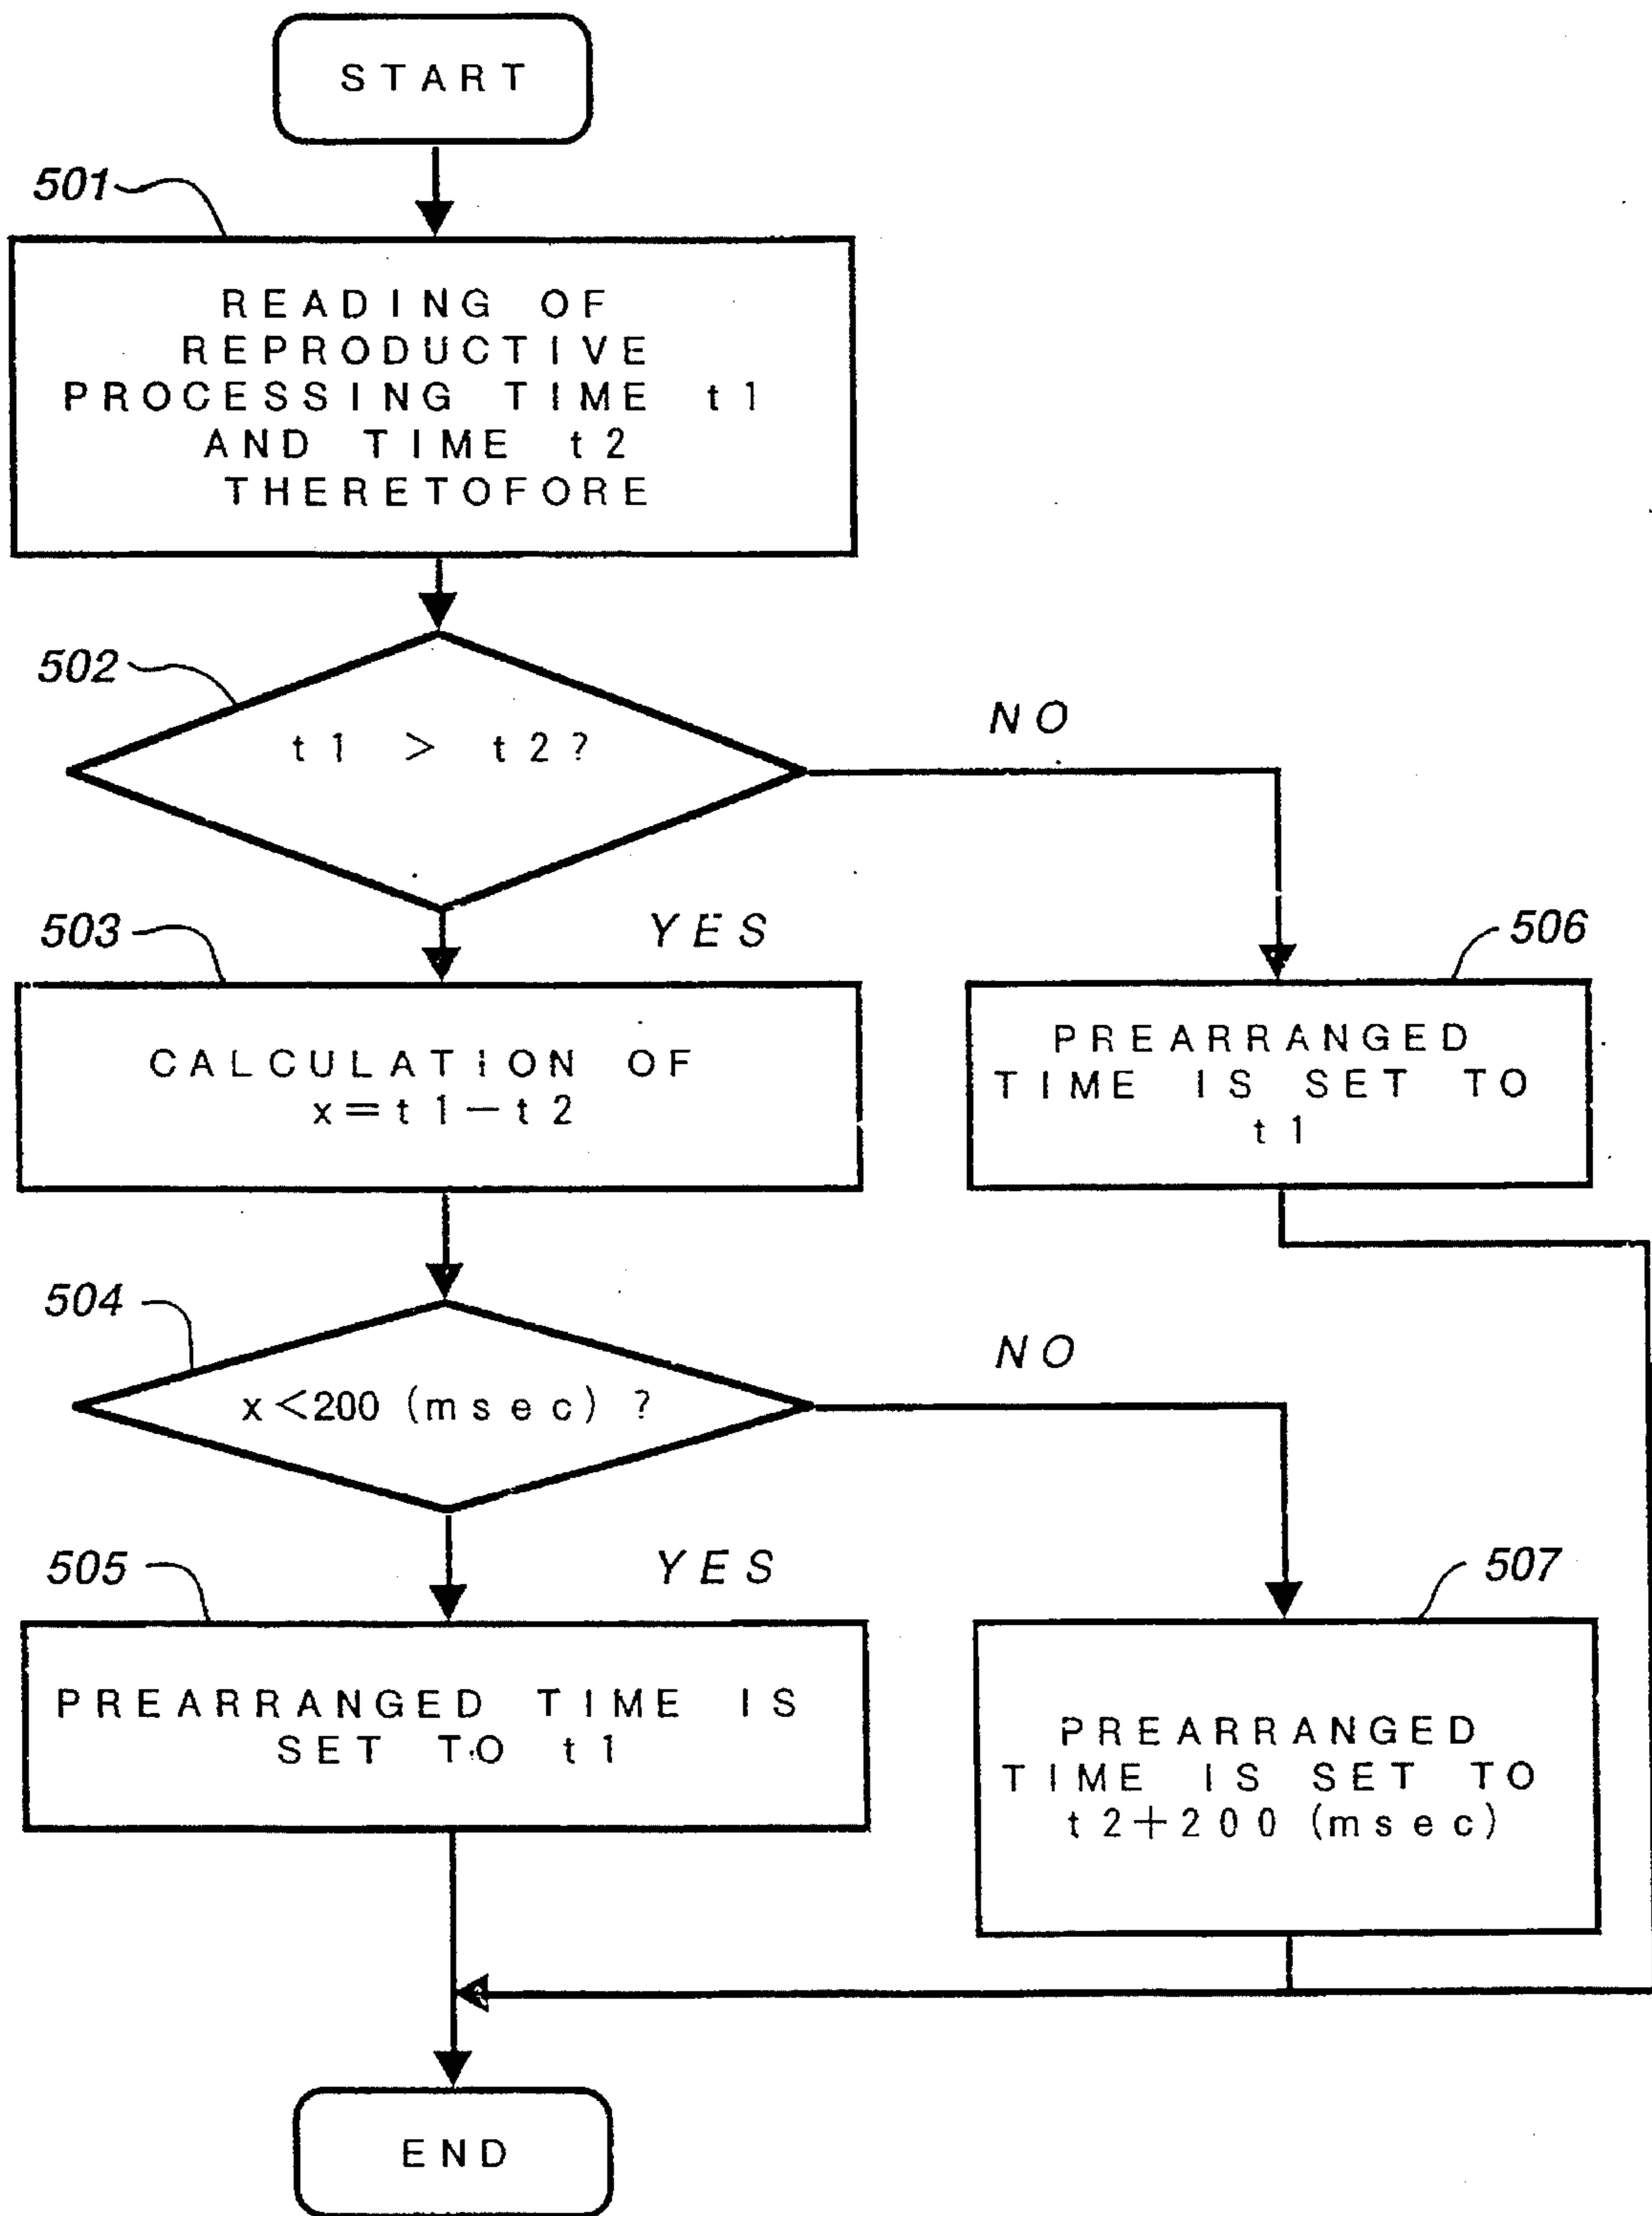 START
501
READING OF
REPRODUCTIVE
PROCESSING TIME t1
AND TIME t2
THERETOFORE
502
t1 > t2?
NO
YES
503
CALCULATION OF
x=t1-t2
506
PREARRANGED
TIME IS SET TO
t1
504
x<200 (msec) ?
NO
YES
505
PREARRANGED TIME IS
SET TO t1
507
PREARRANGED
TIME IS SET TO
t2+200 (msec)
END